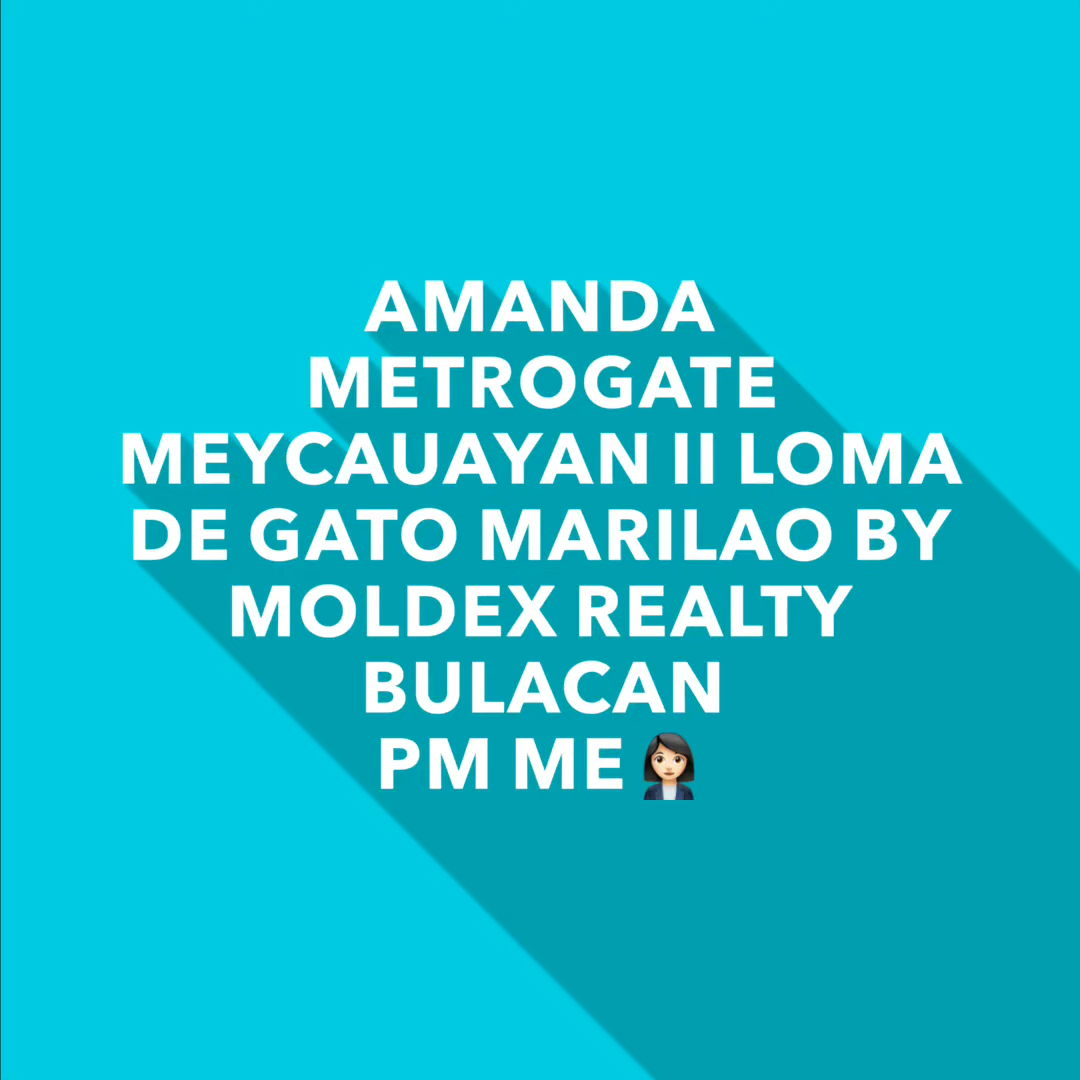 AMANDA
METROGATE
MEYCAUAYAN II LOMA
DE GATO MARILAO BY
MOLDEX REALTY
BULACAN
PM ME 👩🏻‍💼